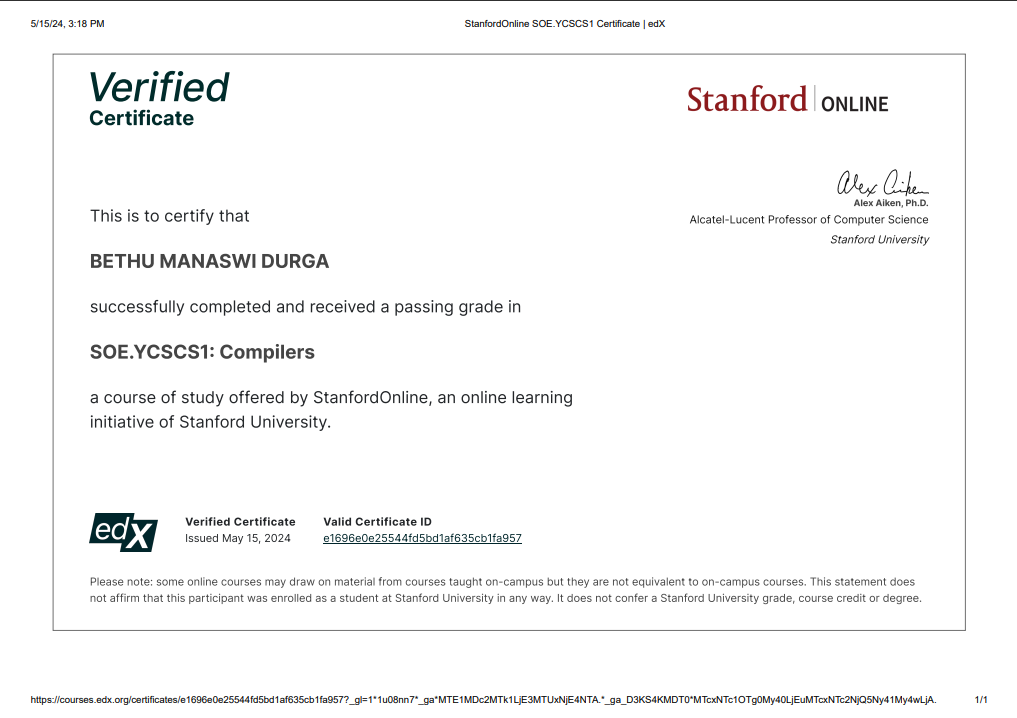 5/15/24, 3:18 PM
StanfordOnline SOE.YCSCS1 Certificate | edX
Verified
Certificate
Stanford ONLINE
Alex Aiken
Alex Aiken, Ph.D.
Alcatel-Lucent Professor of Computer Science
Stanford University
This is to certify that
BETHU MANASWI DURGA
successfully completed and received a passing grade in
SOE.YCSCS1: Compilers
a course of study offered by StanfordOnline, an online learning
initiative of Stanford University.
edX
Verified Certificate
Issued May 15, 2024
Valid Certificate ID
e1696e0e25544fd5bd1af635cb1fa957
Please note: some online courses may draw on material from courses taught on-campus but they are not equivalent to on-campus courses. This statement does
not affirm that this participant was enrolled as a student at Stanford University in any way. It does not confer a Stanford University grade, course credit or degree.
https://courses.edx.org/certificates/e1696e0e25544fd5bd1af635cb1fa957?_gl=1*1u08nn7*_ga*MTE1MDc2MTk1LjE3MTUxNjE4NTA.*_ga_D3KS4KMDT0*MTcxNTc1OTg0My40LjEuMTcxNTc2NjQ5Ny41My4wLjA.
1/1